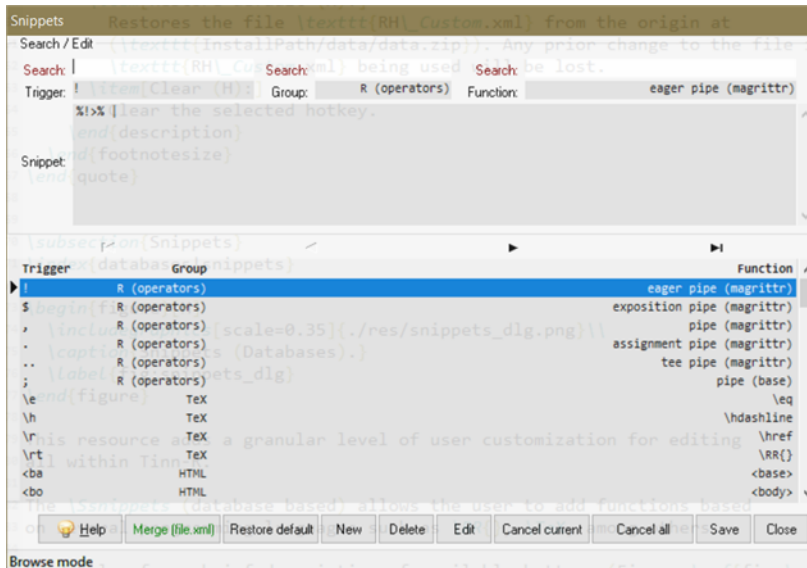 Snippets
Restores the file \texttt{RH\_Custom.xml} from the origin at
Search / Edit
(\texttt{InstallPath/data/data.zip}). Any prior change to the file
\texttt{RH\_Custom.xml} being used will be lost.
Search: Search: Search:
\item[Clear (H):]
Trigger: ! Group: R (operators) Function: eager pipe (magrittr)
%!>% |
Clear the selected hotkey.
\end{description}
\end{footnotesize}
Snippet:
\end{quote}
\subsection{Snippets}
\index{databases!snippets}
Trigger Group Function
! R (operators) eager pipe (magrittr)
$ R (operators) exposition pipe (magrittr)
\begin{figure}
, R (operators) pipe (magrittr)
[scale=0.35]{./res/snippets_dlg.png}\\
. R (operators) assignment pipe (magrittr)
\caption{Snippets (Databases).}
.. R (operators) tee pipe (magrittr)
\label{fig:snippets_dlg}
; R (operators) pipe (base)
\end{figure}
\e TeX \eq
\h TeX \hdashline
\r TeX \href
This resource adds a granular level of user customization for editing
\rt TeX \RR{}
all within Tinn-R.
<ba HTML <base>
<bo HTML <body>
(database based) allows the user to add functions based
Help Merge (file.xml) Restore default New Delete Edit Cancel current Cancel all Save Close
Browse mode